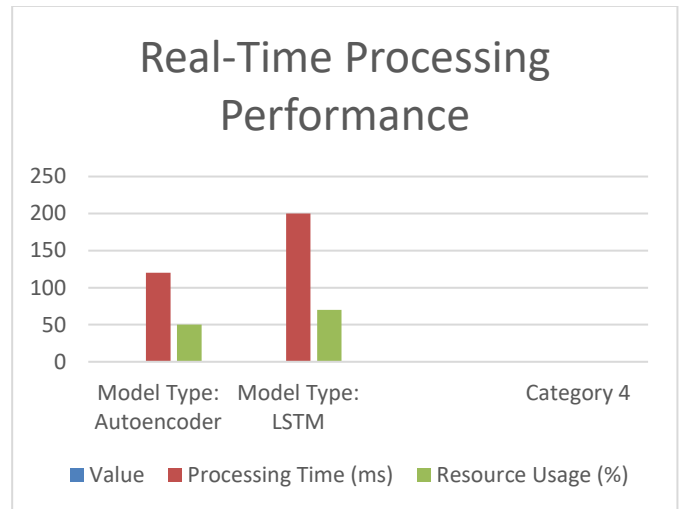 Real-Time Processing
Performance
250
200
150
100
50
0
Model Type: Model Type: Category 4
Autoencoder LSTM
Value Processing Time (ms) Resource Usage (%)